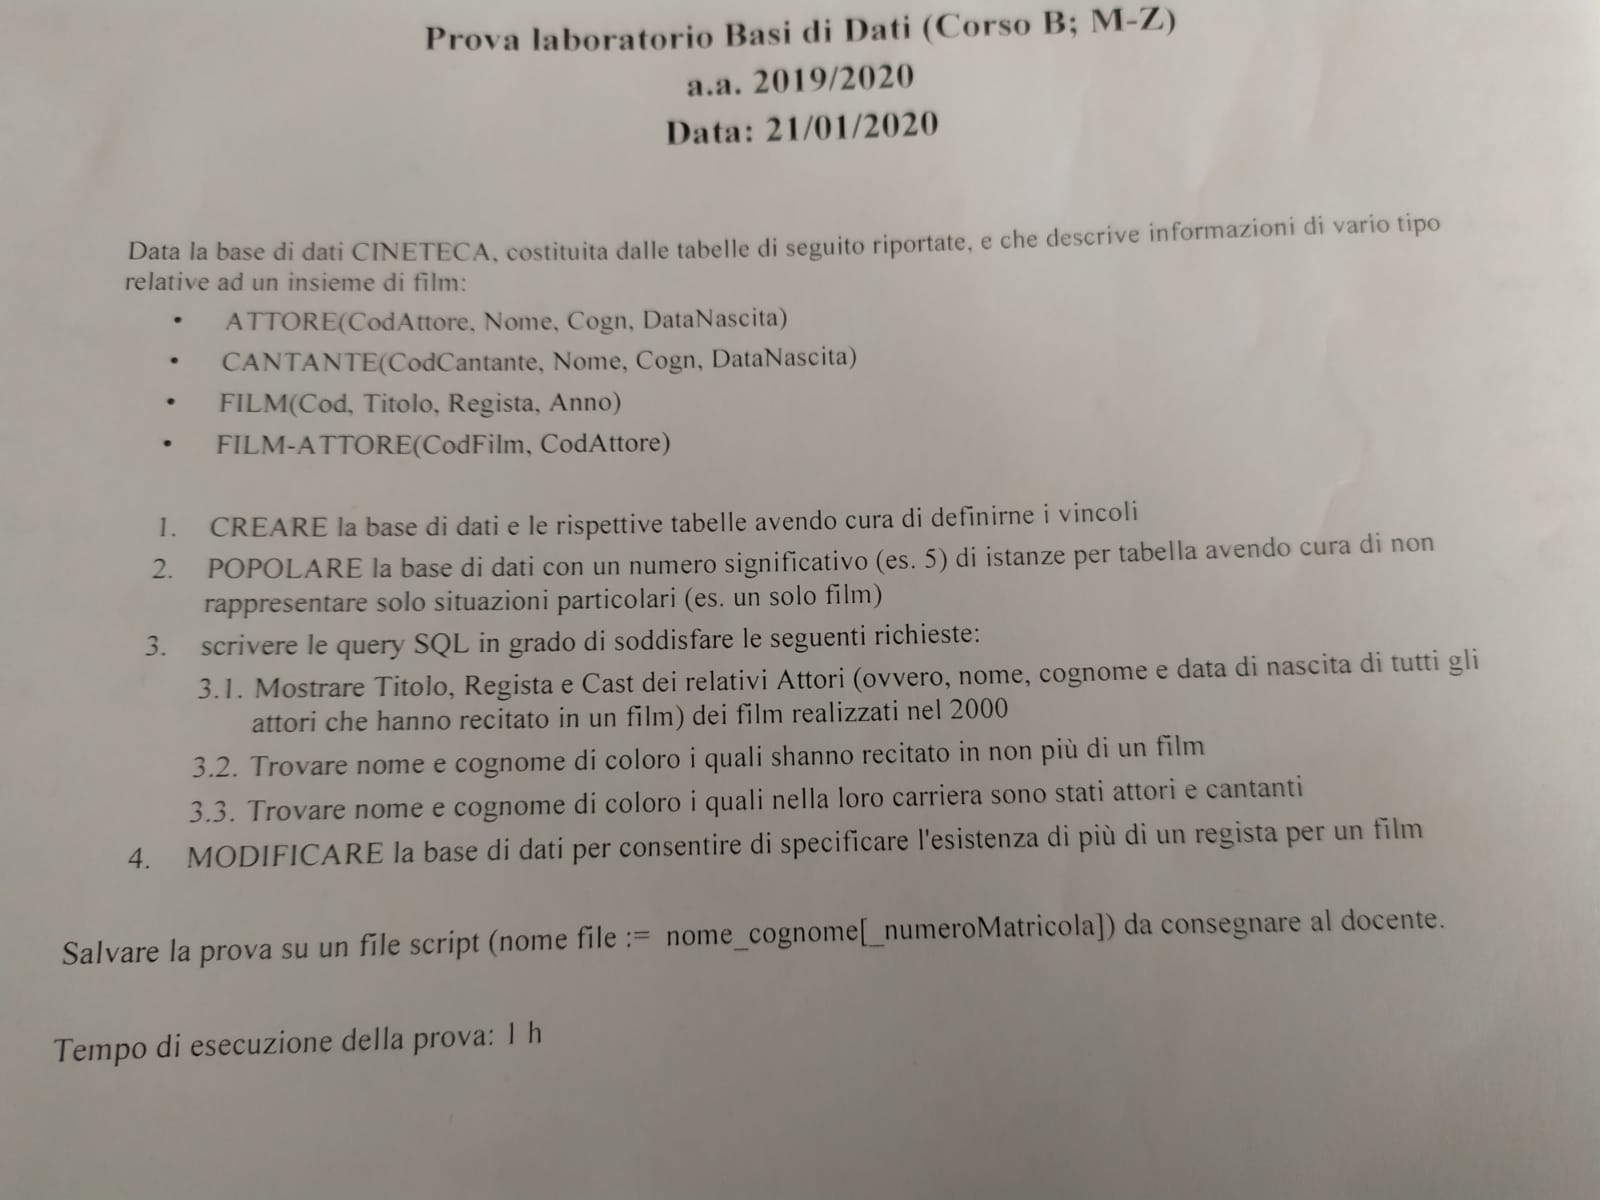 Prova laboratorio Basi di Dati (Corso B; M-Z)
a.a. 2019/2020
Data: 21/01/2020
Data la base di dati CINETECA, costituita dalle tabelle di seguito riportate, e che descrive informazioni di vario tipo
relative ad un insieme di film:
• ATTORE(CodAttore, Nome, Cogn, DataNascita)
• CANTANTE(CodCantante, Nome, Cogn, DataNascita)
• FILM(Cod, Titolo, Regista, Anno)
• FILM-ATTORE(CodFilm, CodAttore)
1. CREARE la base di dati e le rispettive tabelle avendo cura di definirne i vincoli
2. POPOLARE la base di dati con un numero significativo (es. 5) di istanze per tabella avendo cura di non
rappresentare solo situazioni particolari (es. un solo film)
3. scrivere le query SQL in grado di soddisfare le seguenti richieste:
3.1. Mostrare Titolo, Regista e Cast dei relativi Attori (ovvero, nome, cognome e data di nascita di tutti gli
attori che hanno recitato in un film) dei film realizzati nel 2000
3.2. Trovare nome e cognome di coloro i quali shanno recitato in non più di un film
3.3. Trovare nome e cognome di coloro i quali nella loro carriera sono stati attori e cantanti
4. MODIFICARE la base di dati per consentire di specificare l'esistenza di più di un regista per un film
Salvare la prova su un file script (nome file := nome_cognome[_numeroMatricola]) da consegnare al docente.
Tempo di esecuzione della prova: 1 h